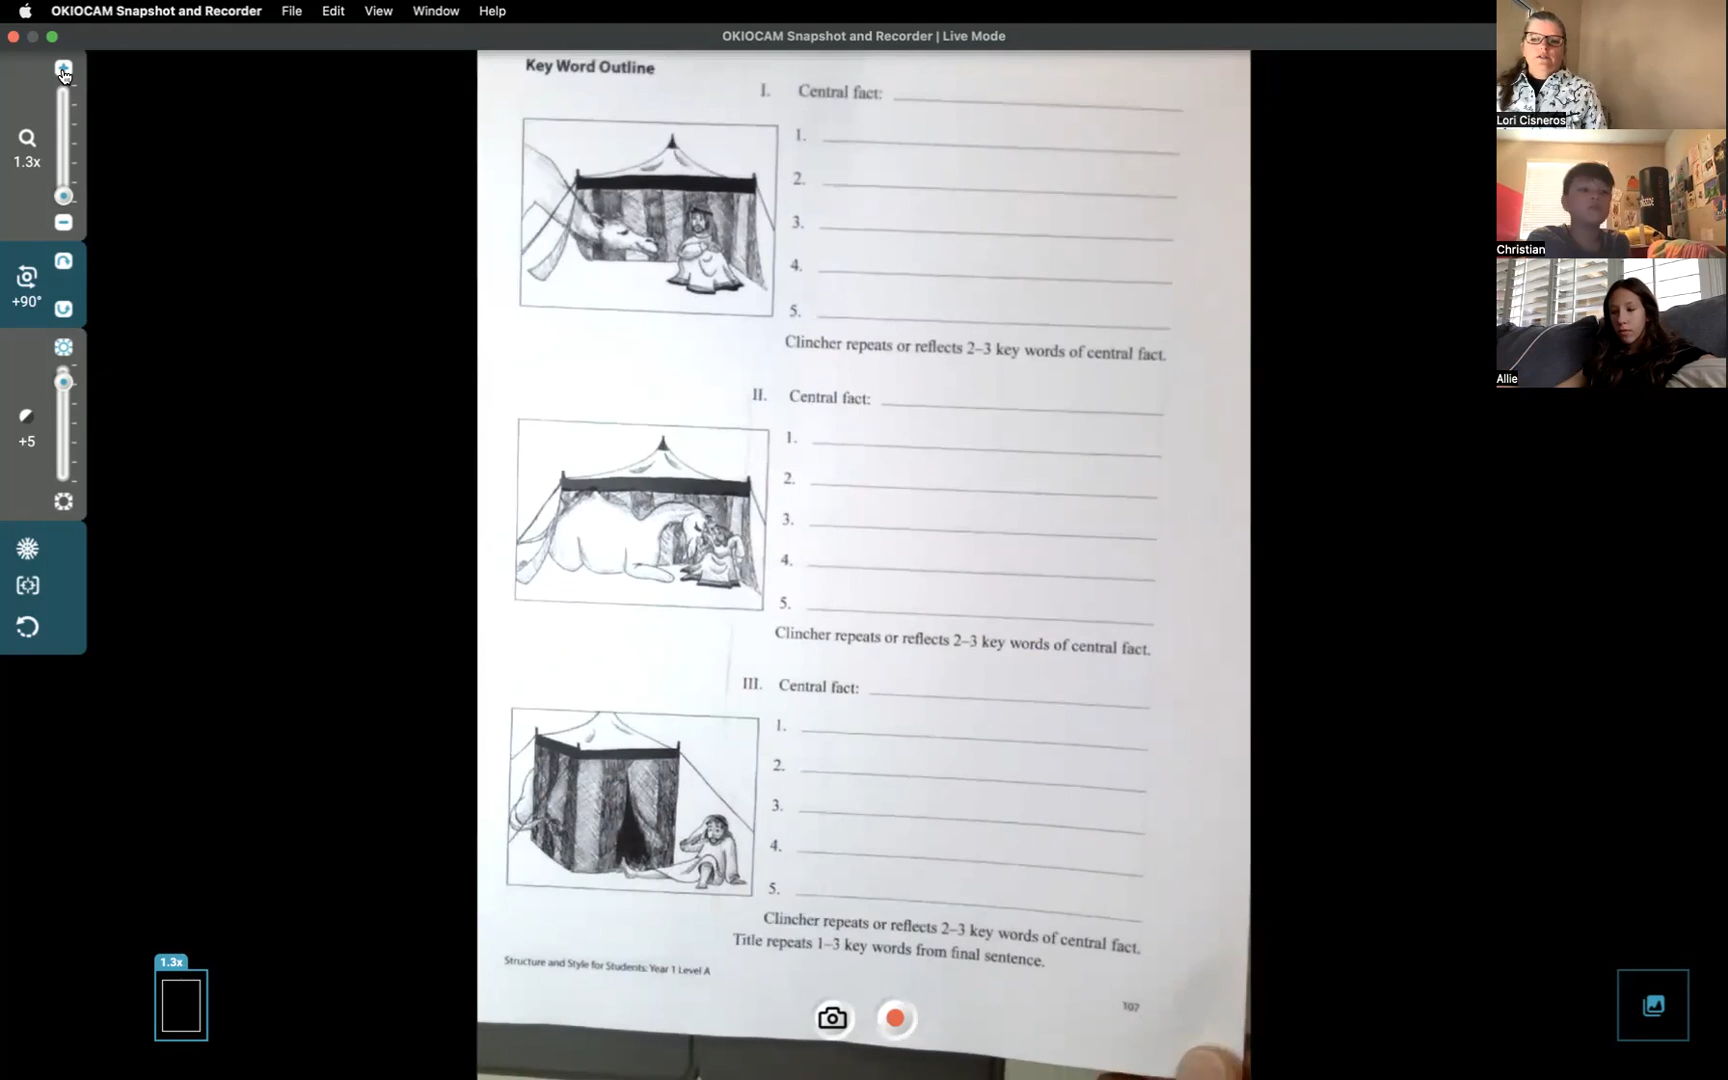 OKIOCAM Snapshot and Recorder File Edit View Window Help
OKIOCAM Snapshot and Recorder | Live Mode
1.3x
+90°
+5
1.3x
Key Word Outline
I. Central fact:
1.
2.
3.
4.
5.
Clincher repeats or reflects 2–3 key words of central fact.
II. Central fact:
1.
2.
3.
4.
5.
Clincher repeats or reflects 2–3 key words of central fact.
III. Central fact:
1.
2.
3.
4.
5.
Clincher repeats or reflects 2–3 key words of central fact.
Title repeats 1–3 key words from final sentence.
Structure and Style for Students: Year 1 Level A
107
Lori Cisneros
Christian
Allie